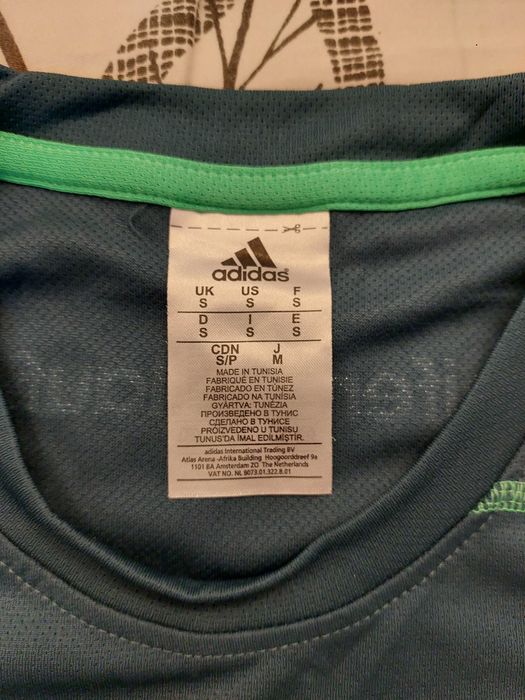 adidas
UK US F
S S S
D I E
S S S
CDN J
S/P M
MADE IN TUNISIA
FABRIQUÉ EN TUNISIE
FABRICADO EN TÚNEZ
FABRICADO NA TUNÍSIA
GYÁRTVA: TUNÉZIA
ПРОИЗВЕДЕНО В ТУНИС
СДЕЛАНО В ТУНИСЕ
PROIZVEDENO U TUNISU
TUNUS'DA İMAL EDİLMİŞTİR.
adidas International Trading BV
Atlas Arena -Afrika Building Hoogoorddreef 9a
1101 BA Amsterdam ZO The Netherlands
VAT NO. NL 8073.01.322.B.01